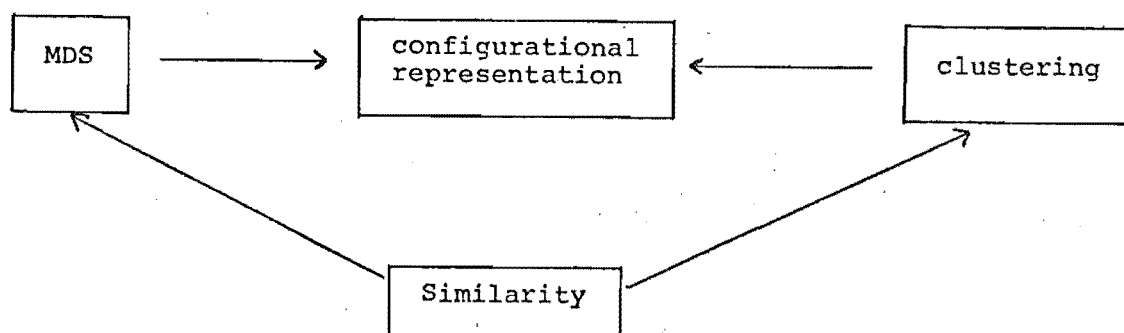 MDS
configurational
representation
clustering
Similarity